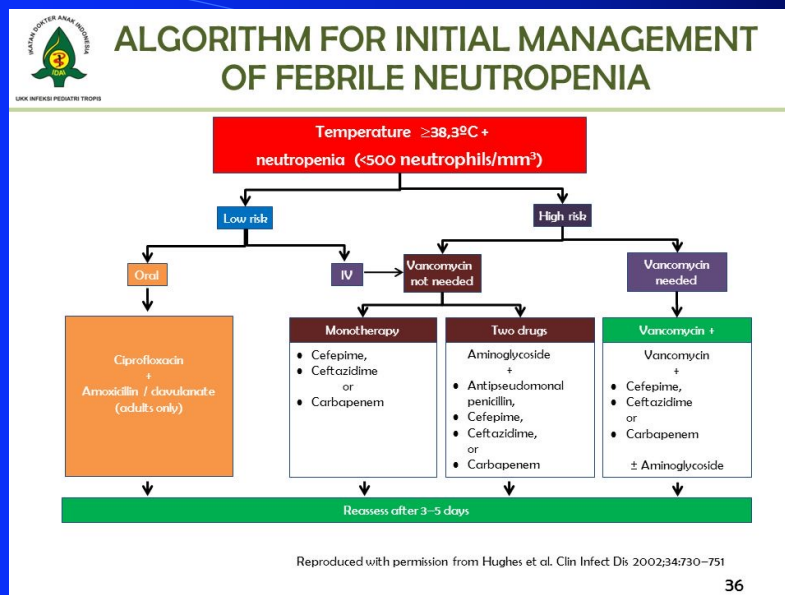 IKATAN DOKTER ANAK INDONESIA
IDAI
UKK INFEKSI PEDIATRI TROPIS
ALGORITHM FOR INITIAL MANAGEMENT
OF FEBRILE NEUTROPENIA
Temperature ≥38,3ºC +
neutropenia (<500 neutrophils/mm³)
Low risk
High risk
Oral
IV
Vancomycin
not needed
Vancomycin
needed
Ciprofloxacin
+
Amoxicillin / clavulanate
(adults only)
Monotherapy
• Cefepime,
• Ceftazidime
or
• Carbapenem
Two drugs
Aminoglycoside
+
• Antipseudomonal
penicillin,
• Cefepime,
• Ceftazidime,
or
• Carbapenem
Vancomycin +
Vancomycin
+
• Cefepime,
• Ceftazidime
or
• Carbapenem
± Aminoglycoside
Reassess after 3–5 days
Reproduced with permission from Hughes et al. Clin Infect Dis 2002;34:730–751
36